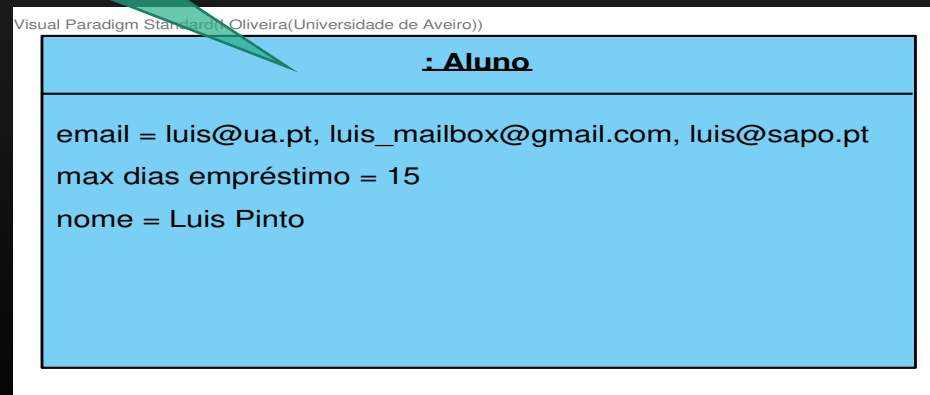 Visual Paradigm Standard(I Oliveira(Universidade de Aveiro))
: Aluno
email = luis@ua.pt, luis_mailbox@gmail.com, luis@sapo.pt
max dias empréstimo = 15
nome = Luis Pinto